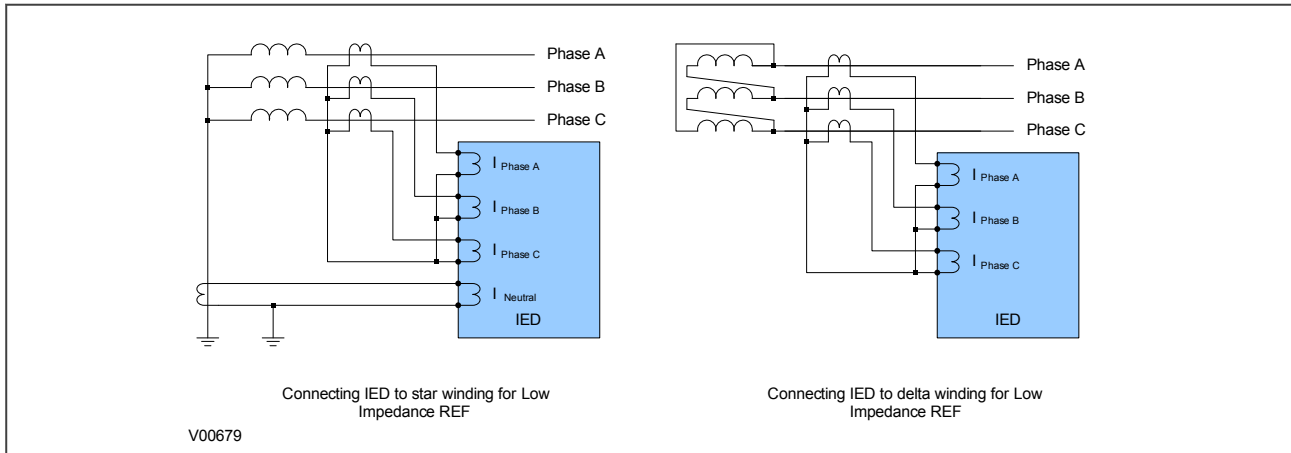 Phase A
Phase B
Phase C
I Phase A
I Phase B
I Phase C
I Neutral
IED
Connecting IED to star winding for Low
Impedance REF
Phase A
Phase B
Phase C
I Phase A
I Phase B
I Phase C
IED
Connecting IED to delta winding for Low
Impedance REF
V00679